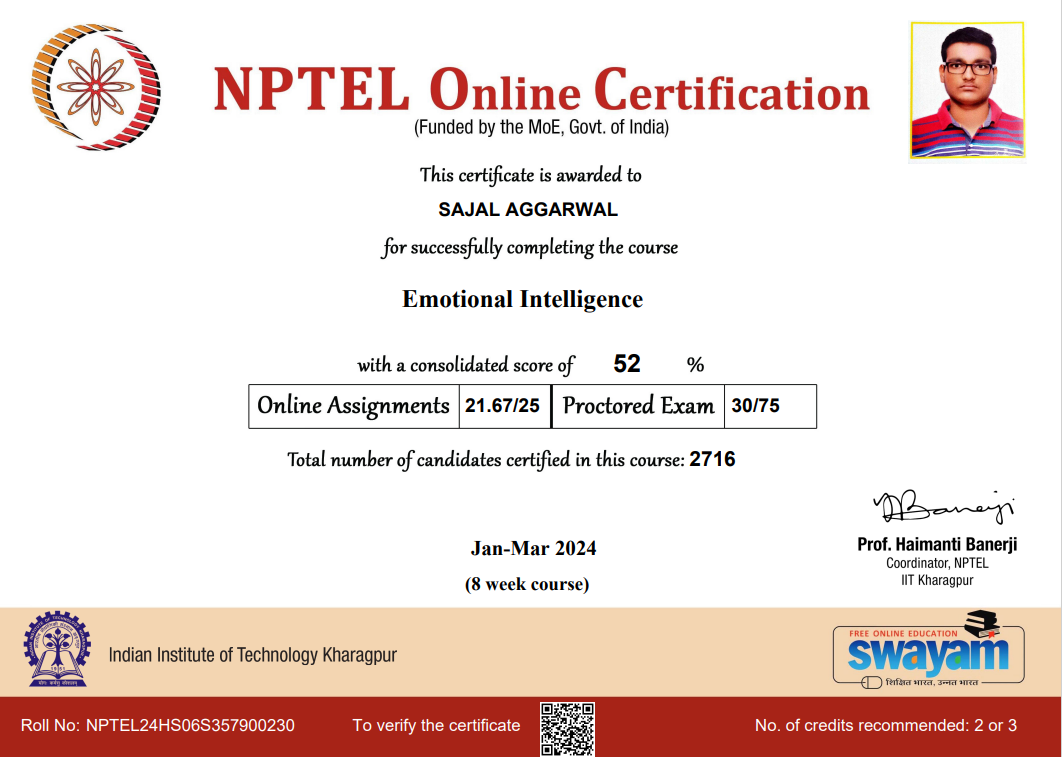 NPTEL Online Certification
(Funded by the MoE, Govt. of India)
This certificate is awarded to
SAJAL AGGARWAL
for successfully completing the course
Emotional Intelligence
with a consolidated score of 52 %
Online Assignments 21.67/25 Proctored Exam 30/75
Total number of candidates certified in this course: 2716
Banerji
Jan-Mar 2024
(8 week course)
Prof. Haimanti Banerji
Coordinator, NPTEL
IIT Kharagpur
Indian Institute of Technology Kharagpur
FREE ONLINE EDUCATION
swayam
शिक्षित भारत, उन्नत भारत
Roll No: NPTEL24HS06S357900230 To verify the certificate No. of credits recommended: 2 or 3